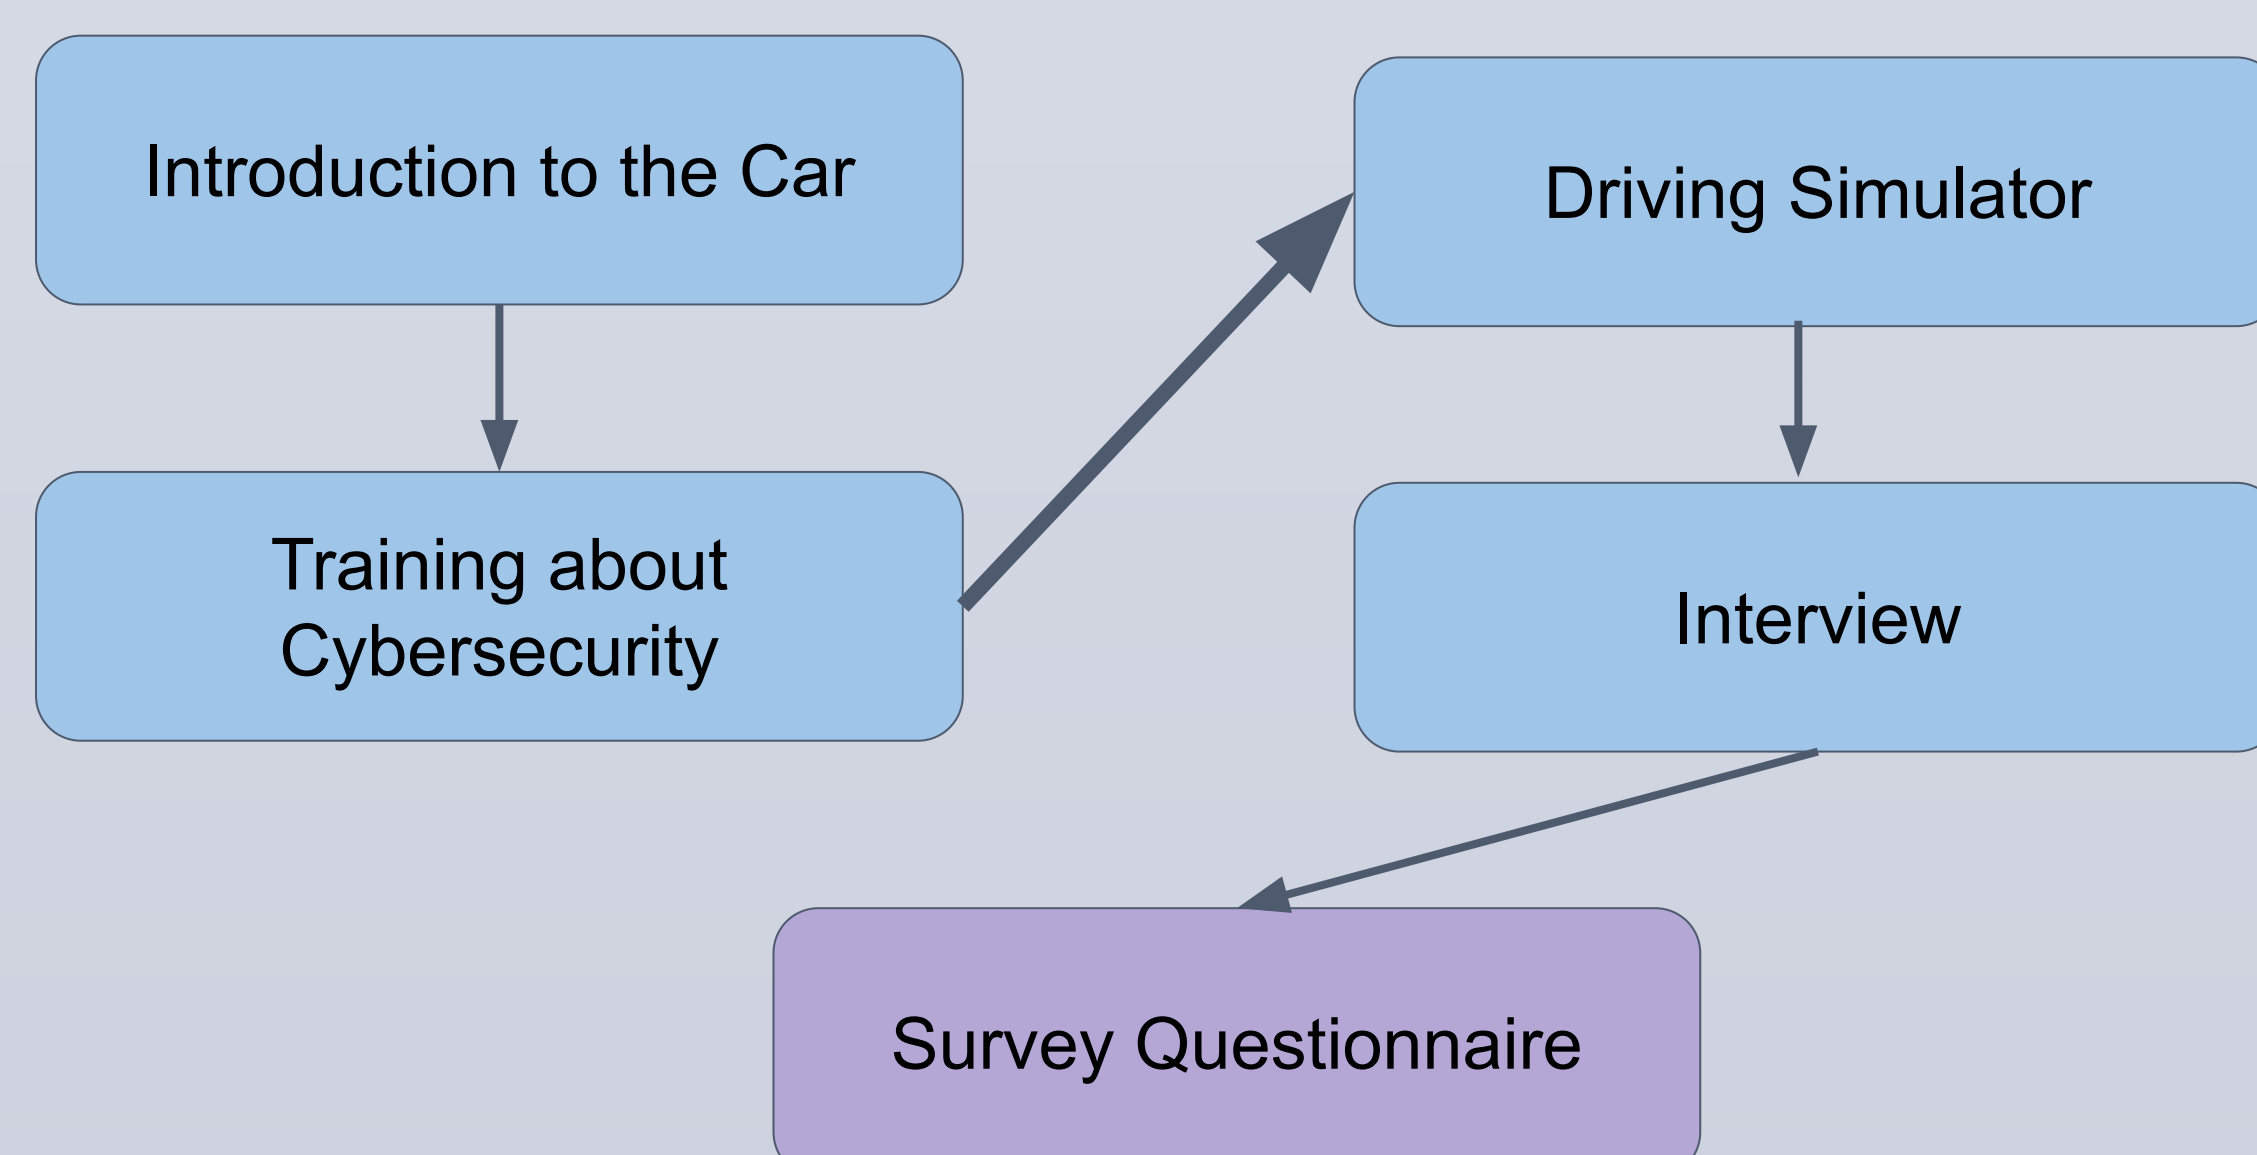 Introduction to the Car
Training about
Cybersecurity
Driving Simulator
Interview
Survey Questionnaire